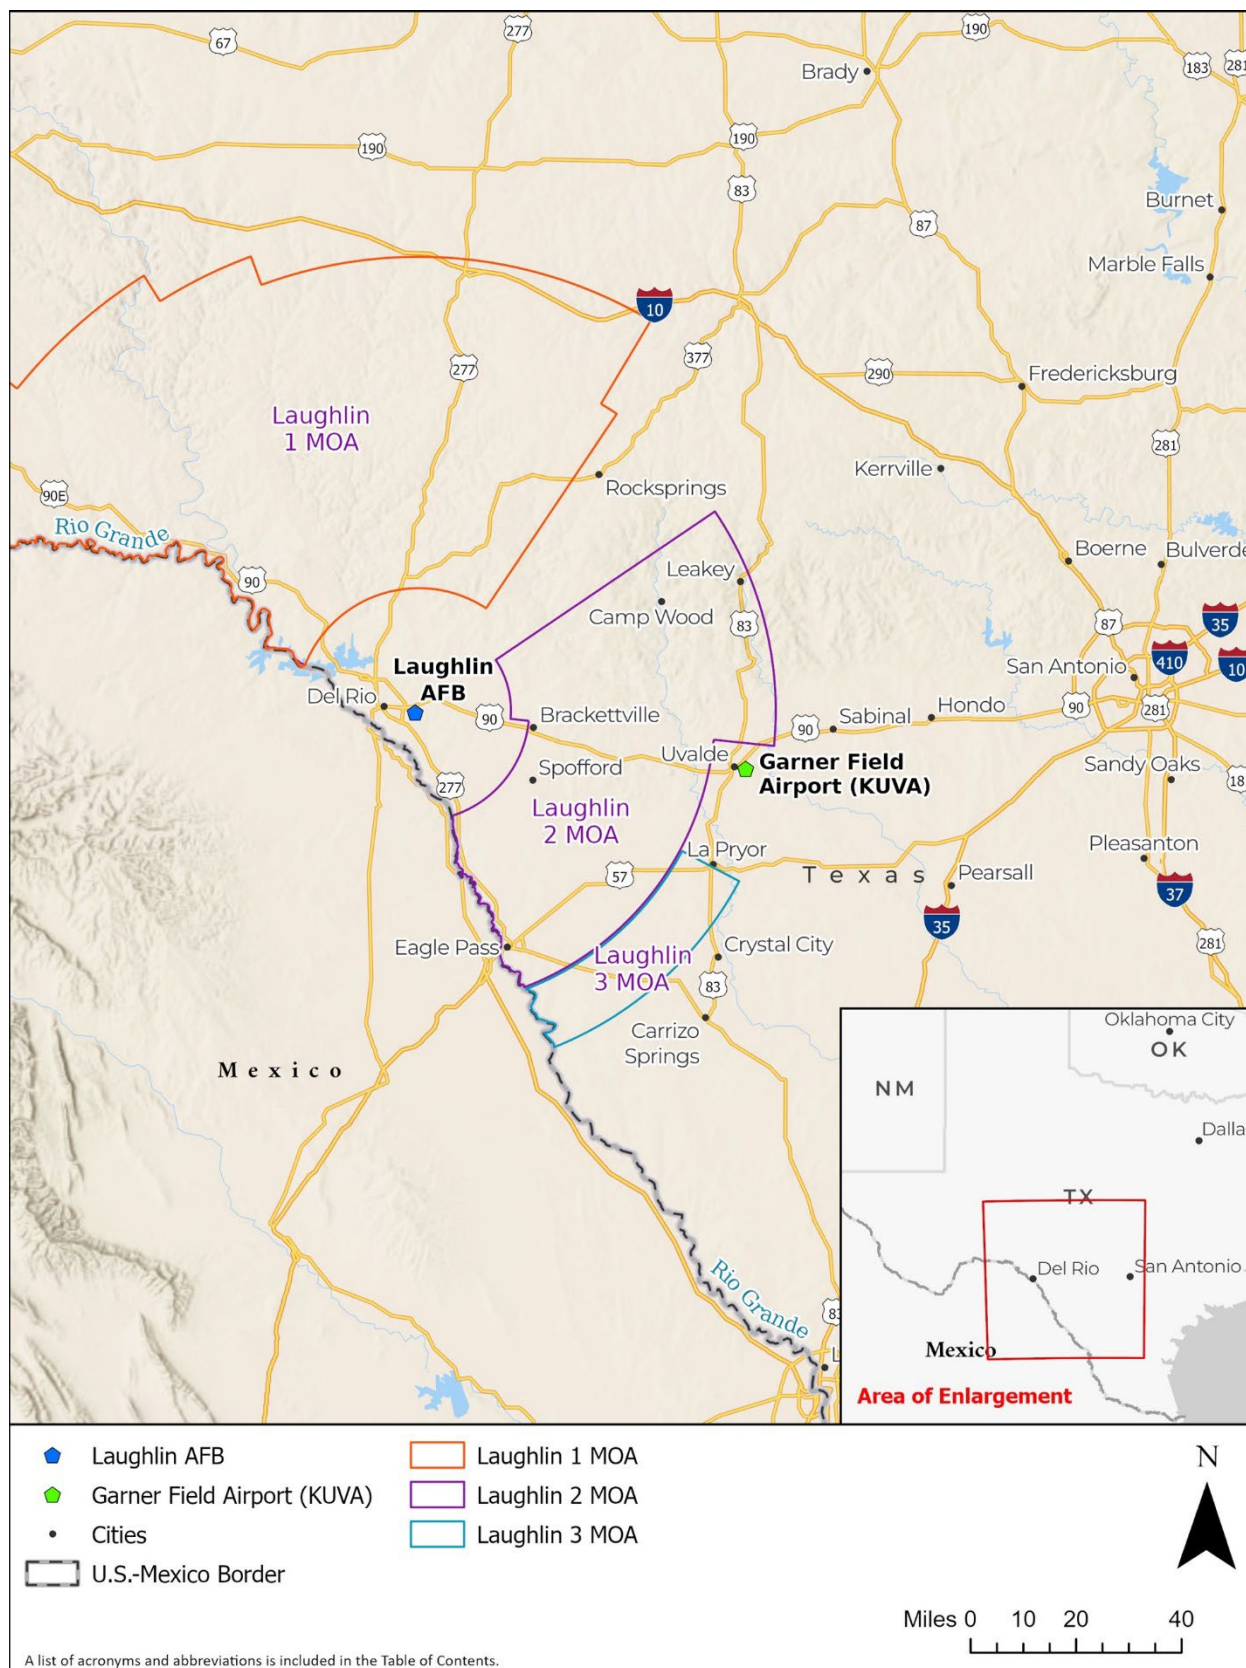 277
190
67
Brady
183
281
190
190
83
Burnet
87
Marble Falls
10
377
277
290
Fredericksburg
Laughlin
1 MOA
281
Kerrville
90E
Rocksprings
Rio Grande
Boerne
Bulverde
90
Leakey
Camp Wood
83
87
35
410
10
San Antonio
Laughlin
AFB
Del Rio
90
Brackettville
90
Sabinal
Hondo
90
281
Uvalde
Garner Field
Airport (KUVA)
Spofford
277
Sandy Oaks
181
Laughlin
2 MOA
La Pryor
Pleasanton
57
Texas
Pearsall
37
35
Eagle Pass
Crystal City
281
Laughlin
3 MOA
83
Carrizo
Springs
Mexico
Rio Grande
83
L
Oklahoma City
OK
NM
Dalla
TX
Del Rio
San Antonio
Mexico
Area of Enlargement
Laughlin AFB
Garner Field Airport (KUVA)
Cities
U.S.-Mexico Border
Laughlin 1 MOA
Laughlin 2 MOA
Laughlin 3 MOA
N
Miles 0 10 20 40
A list of acronyms and abbreviations is included in the Table of Contents.